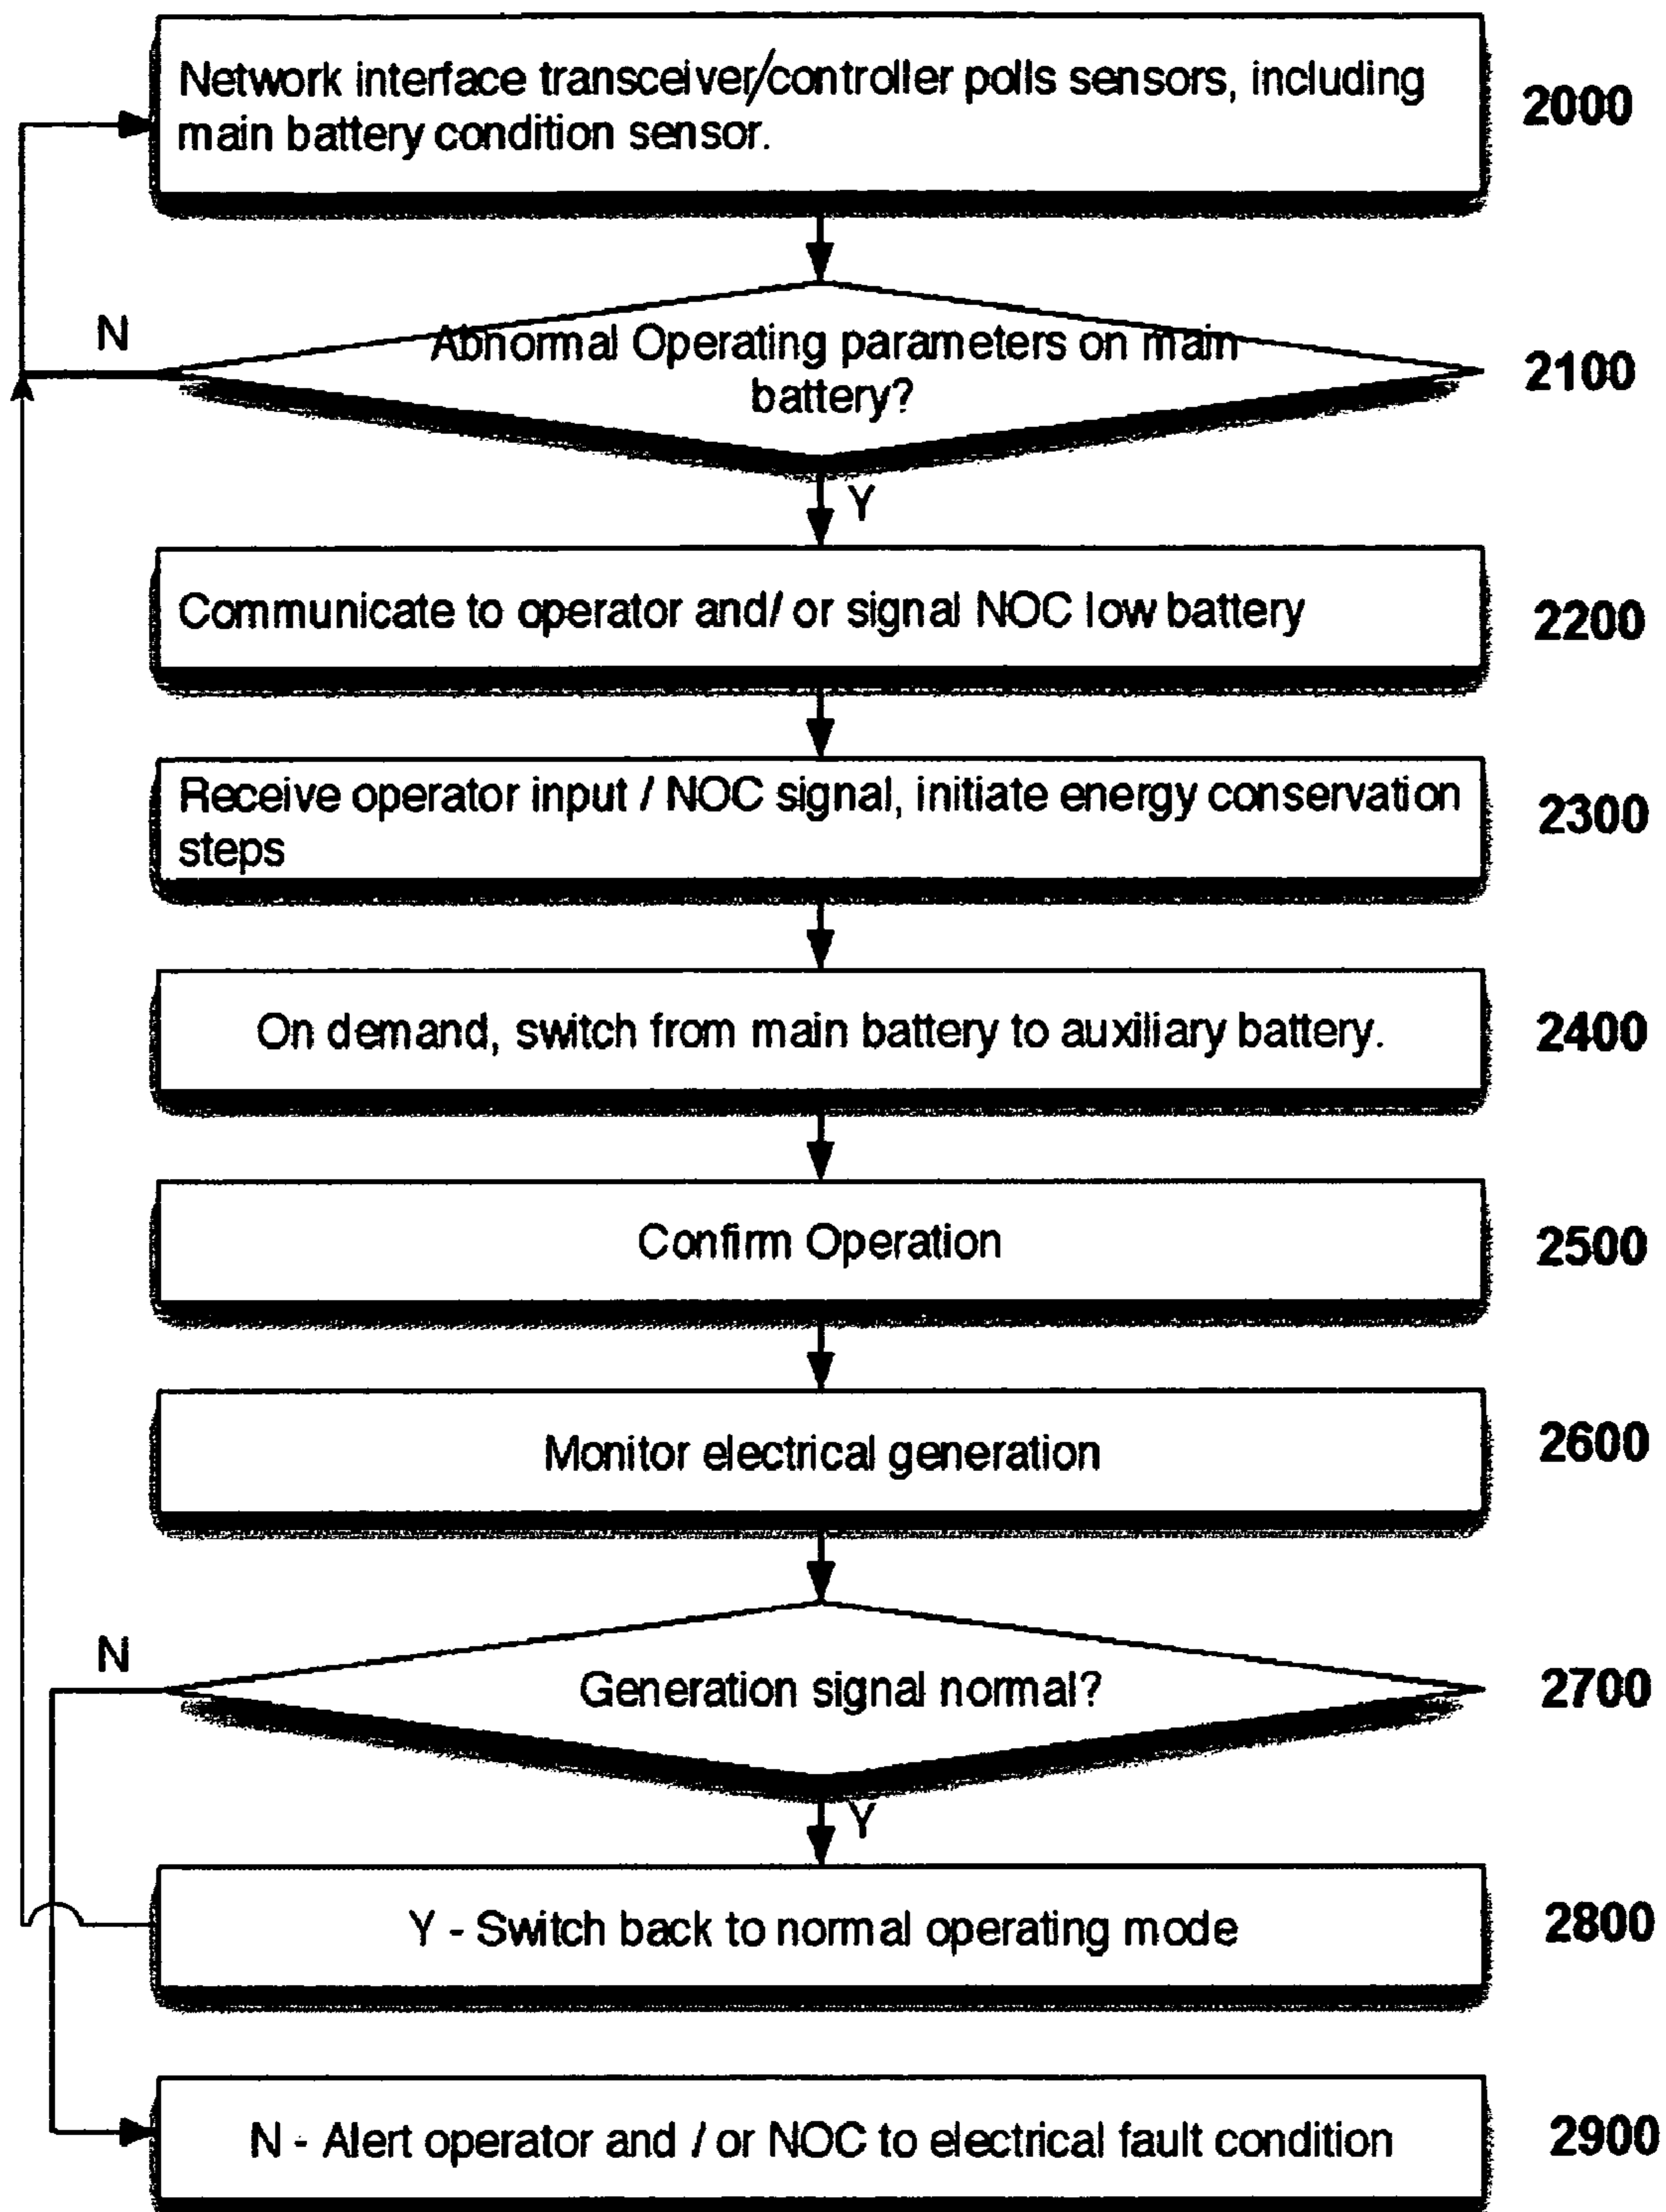 Network interface transceiver/controller polls sensors, including
main battery condition sensor.
2000
N
Abnormal Operating parameters on main
battery?
2100
Y
Communicate to operator and/ or signal NOC low battery
2200
Receive operator input / NOC signal, initiate energy conservation
steps
2300
On demand, switch from main battery to auxiliary battery.
2400
Confirm Operation
2500
Monitor electrical generation
2600
N
Generation signal normal?
2700
Y
Y - Switch back to normal operating mode
2800
N - Alert operator and / or NOC to electrical fault condition
2900